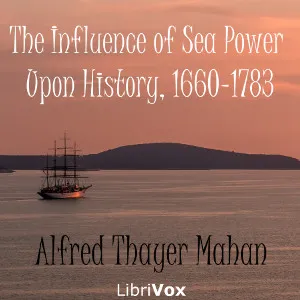 The Influence of Sea Power
Upon History, 1660-1783
Alfred Thayer Mahan
LibriVox